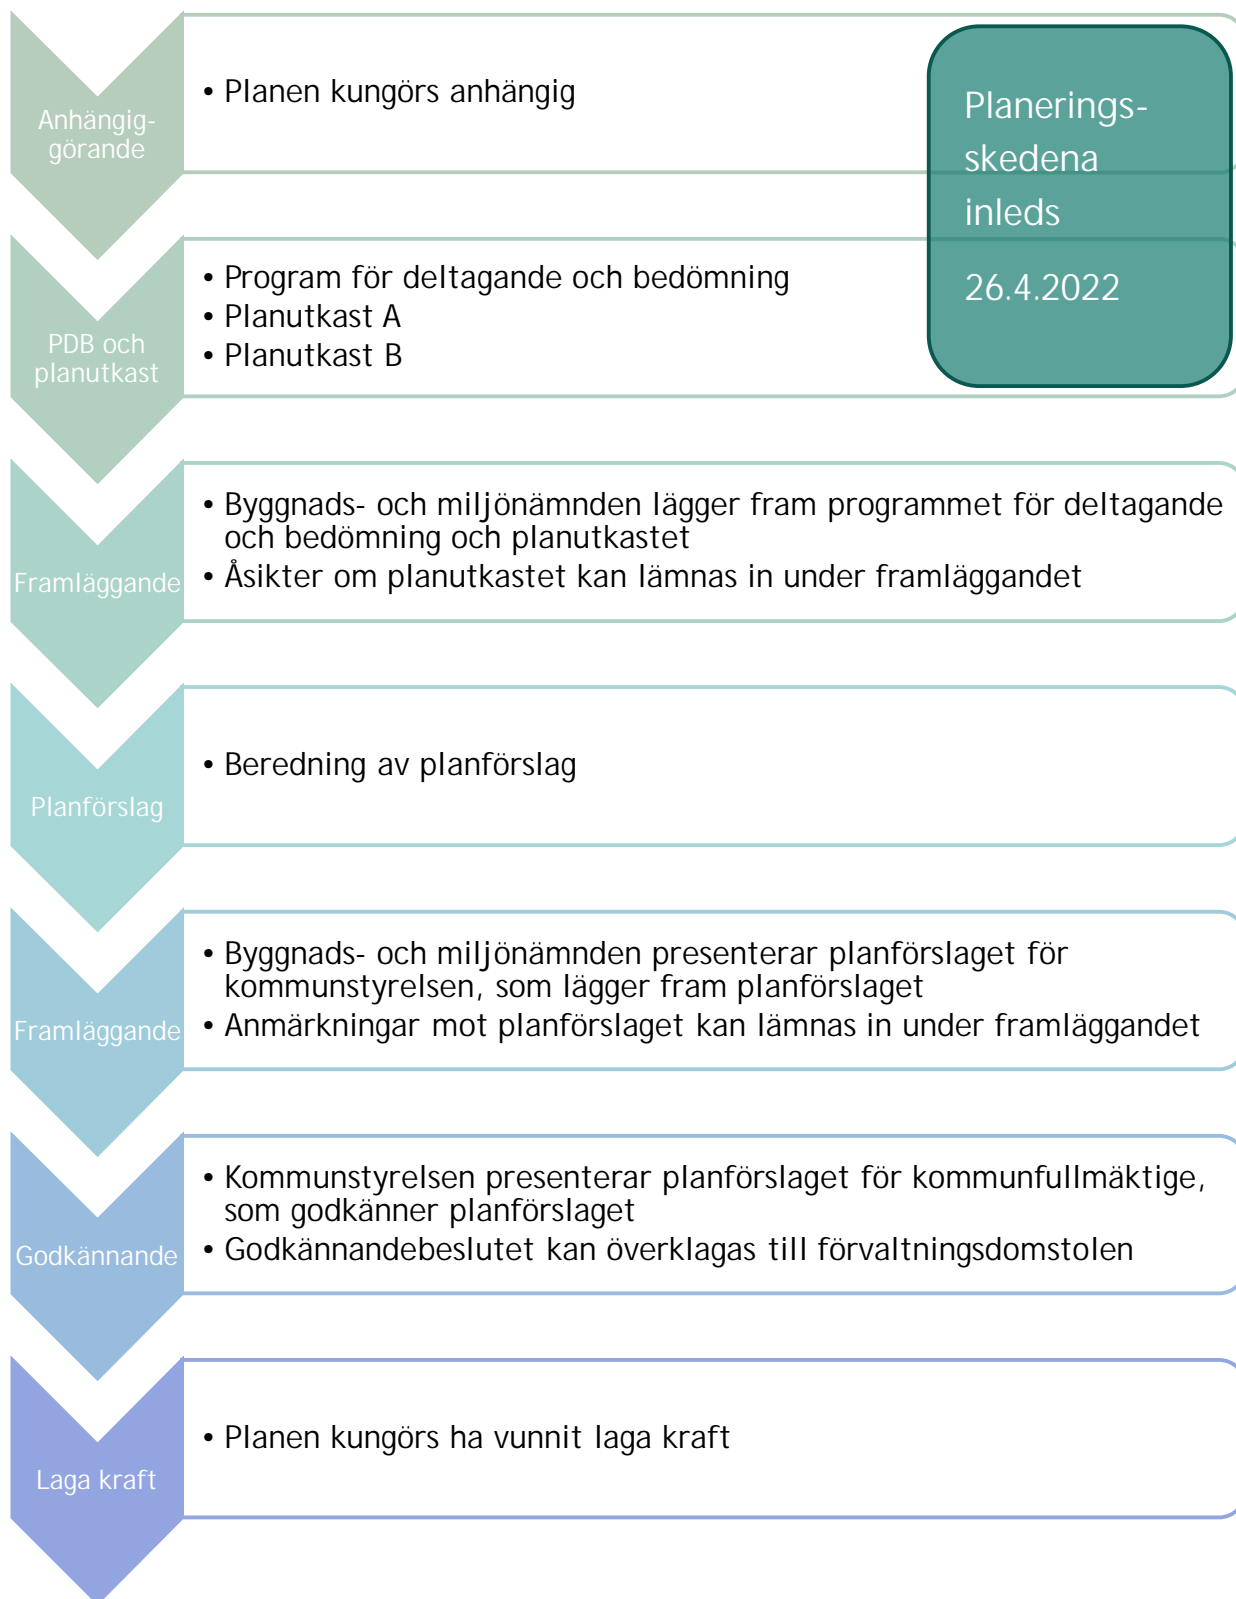 Anhängig-
görande
• Planen kungörs anhängig
Planerings-
skedena
inleds
26.4.2022
PDB och
planutkast
• Program för deltagande och bedömning
• Planutkast A
• Planutkast B
Framläggande
• Byggnads- och miljönämnden lägger fram programmet för deltagande
och bedömning och planutkastet
• Åsikter om planutkastet kan lämnas in under framläggandet
Planförslag
• Beredning av planförslag
Framläggande
• Byggnads- och miljönämnden presenterar planförslaget för
kommunstyrelsen, som lägger fram planförslaget
• Anmärkningar mot planförslaget kan lämnas in under framläggandet
Godkännande
• Kommunstyrelsen presenterar planförslaget för kommunfullmäktige,
som godkänner planförslaget
• Godkännandebeslutet kan överklagas till förvaltningsdomstolen
Laga kraft
• Planen kungörs ha vunnit laga kraft